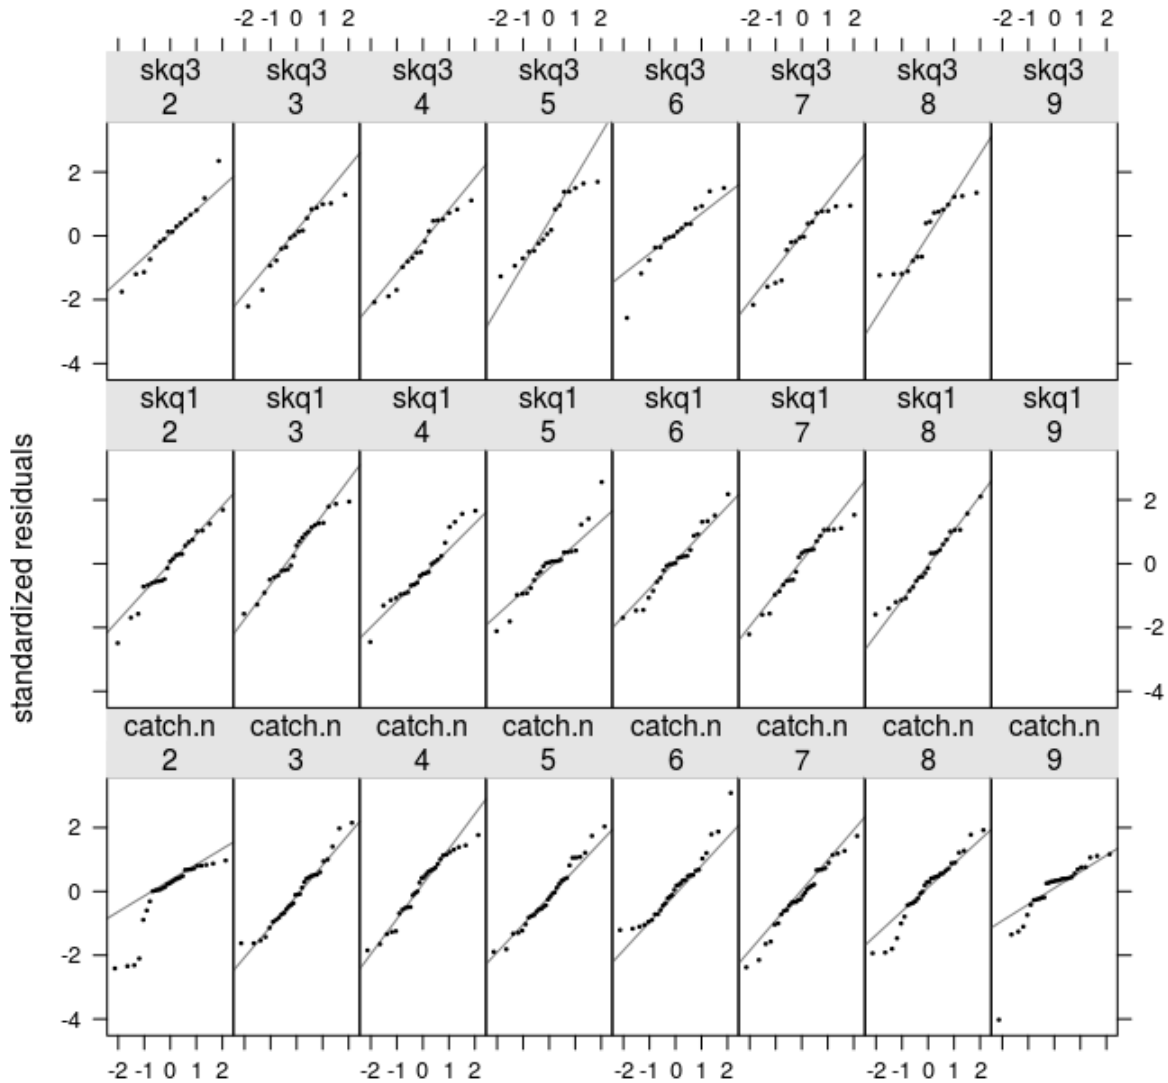 -2 -1 0 1 2 -2 -1 0 1 2 -2 -1 0 1 2 -2 -1 0 1 2
skq3 skq3 skq3 skq3 skq3 skq3 skq3 skq3
2 3 4 5 6 7 8 9
2
0
-2
-4
skq1 skq1 skq1 skq1 skq1 skq1 skq1 skq1
2 3 4 5 6 7 8 9
2
0
-2
-4
standardized residuals
catch.n catch.n catch.n catch.n catch.n catch.n catch.n catch.n
2 3 4 5 6 7 8 9
2
0
-2
-4
-2 -1 0 1 2 -2 -1 0 1 2 -2 -1 0 1 2 -2 -1 0 1 2